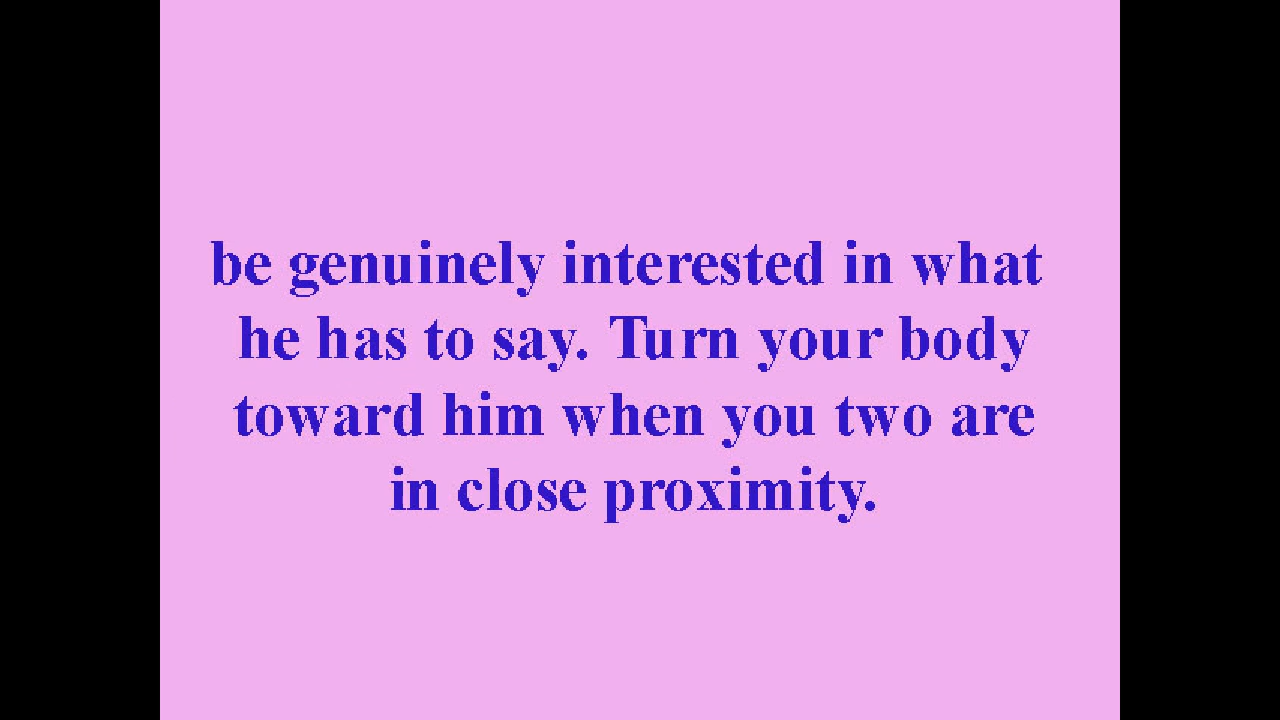 be genuinely interested in what
he has to say. Turn your body
toward him when you two are
in close proximity.